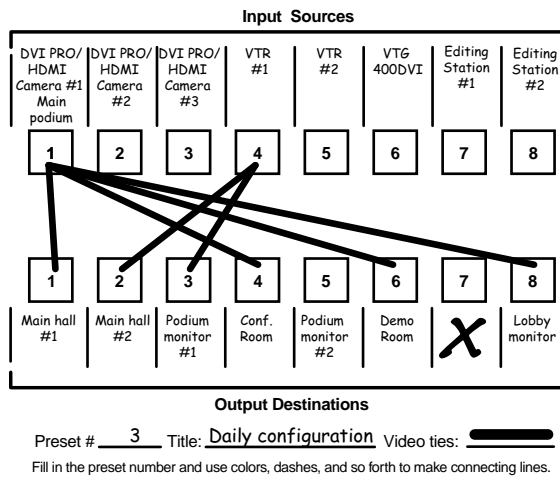 Input Sources
DVI PRO/ HDMI Camera #1 Main podium
DVI PRO/ HDMI Camera #2
DVI PRO/ HDMI Camera #3
VTR #1
VTR #2
VTG 400DVI
Editing Station #1
Editing Station #2
1 2 3 4 5 6 7 8
1 2 3 4 5 6 7 8
Main hall #1
Main hall #2
Podium monitor #1
Conf. Room
Podium monitor #2
Demo Room
X
Lobby monitor
Output Destinations
Preset # 3 Title: Daily configuration Video ties:
Fill in the preset number and use colors, dashes, and so forth to make connecting lines.